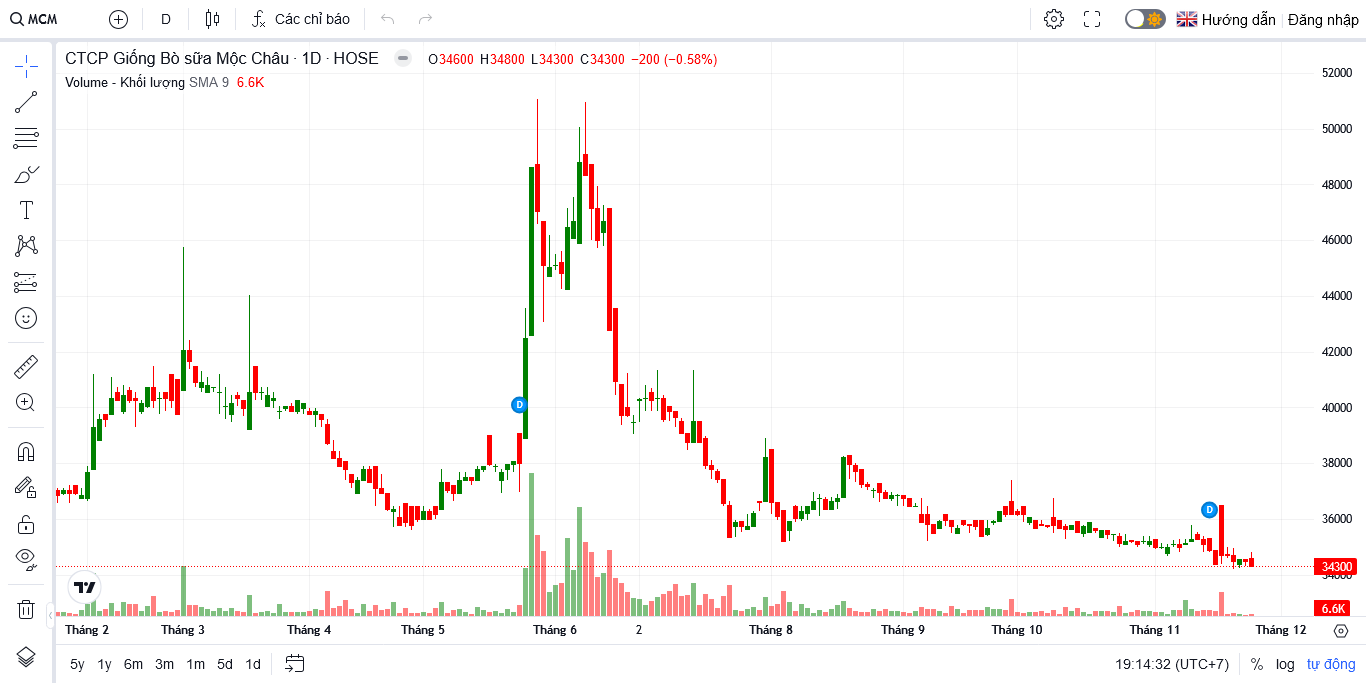 MCM D Các chỉ báo Hướng dẫn Đăng nhập
CTCP Giống Bò sữa Mộc Châu · 1D · HOSE O34600 H34800 L34300 C34300 −200 (−0.58%)
Volume - Khối lượng SMA 9 6.6K
52000
50000
48000
46000
44000
42000
40000
D
38000
36000
D
34300
34000
6.6K
Tháng 2 Tháng 3 Tháng 4 Tháng 5 Tháng 6 2 Tháng 8 Tháng 9 Tháng 10 Tháng 11 Tháng 12
5y 1y 6m 3m 1m 5d 1d 19:14:32 (UTC+7) % log tự động